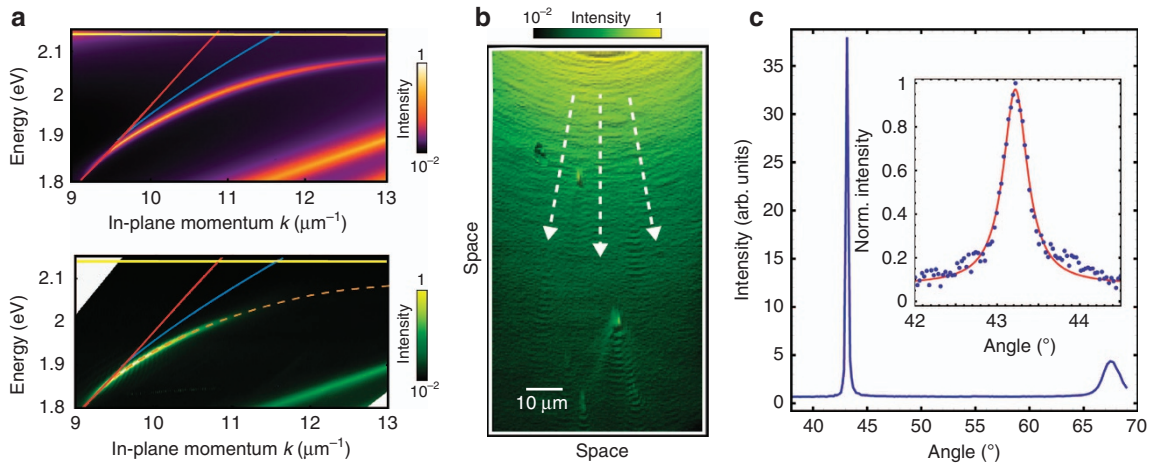 a
2.1
2
1.9
1.8
Energy (eV)
9
10
11
12
13
In-plane momentum k (μm⁻¹)
1
Intensity
10⁻²
2.1
2
1.9
1.8
Energy (eV)
9
10
11
12
13
In-plane momentum k (μm⁻¹)
1
Intensity
10⁻²
b
10⁻² Intensity 1
Space
10 μm
Space
c
35
30
25
20
15
10
5
0
Intensity (arb. units)
40 45 50 55 60 65 70
Angle (°)
1
0.8
0.6
0.4
0.2
0
Norm. intensity
42 43 44
Angle (°)